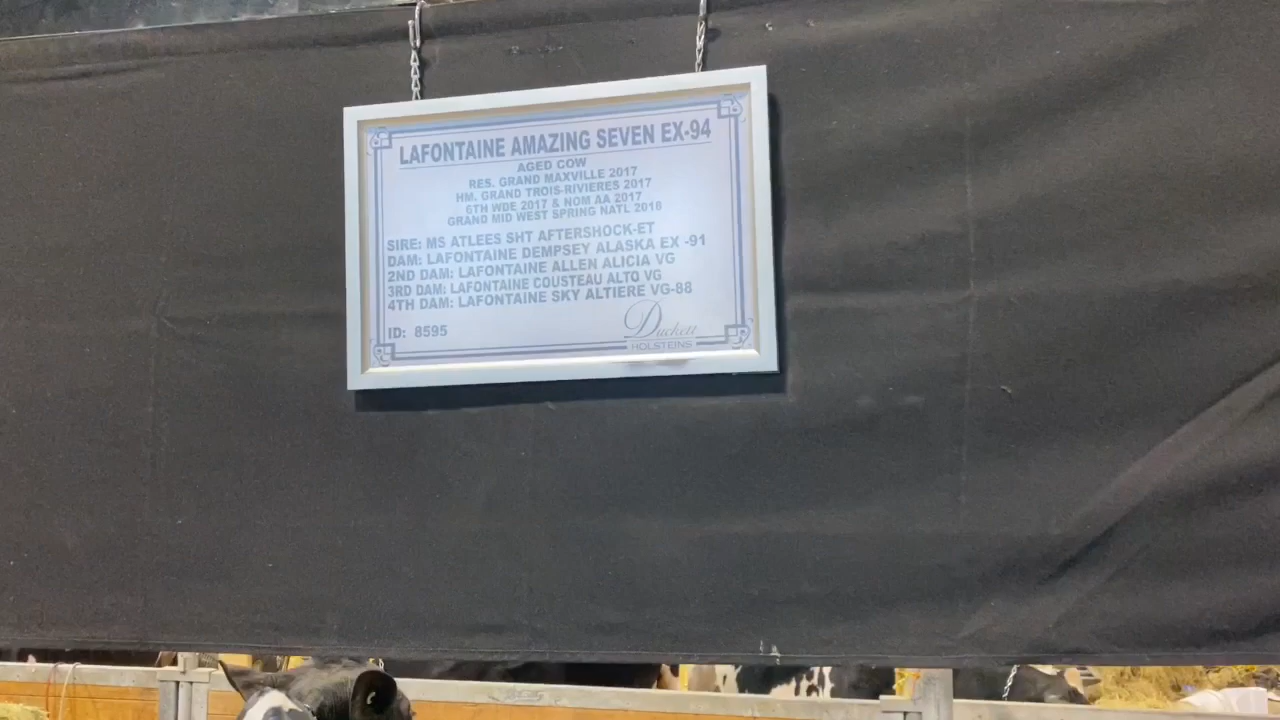 LAFONTAINE AMAZING SEVEN EX-94
AGED COW
RES. GRAND MAXVILLE 2017
HM. GRAND TROIS-RIVIERES 2017
6TH WDE 2017 & NOM AA 2017
GRAND MID WEST SPRING NATL 2018
SIRE: MS ATLEES SHT AFTERSHOCK-ET
DAM: LAFONTAINE DEMPSEY ALASKA EX -91
2ND DAM: LAFONTAINE ALLEN ALICIA VG
3RD DAM: LAFONTAINE COUSTEAU ALTO VG
4TH DAM: LAFONTAINE SKY ALTIERE VG-88
ID: 8595
Duckett
HOLSTEINS